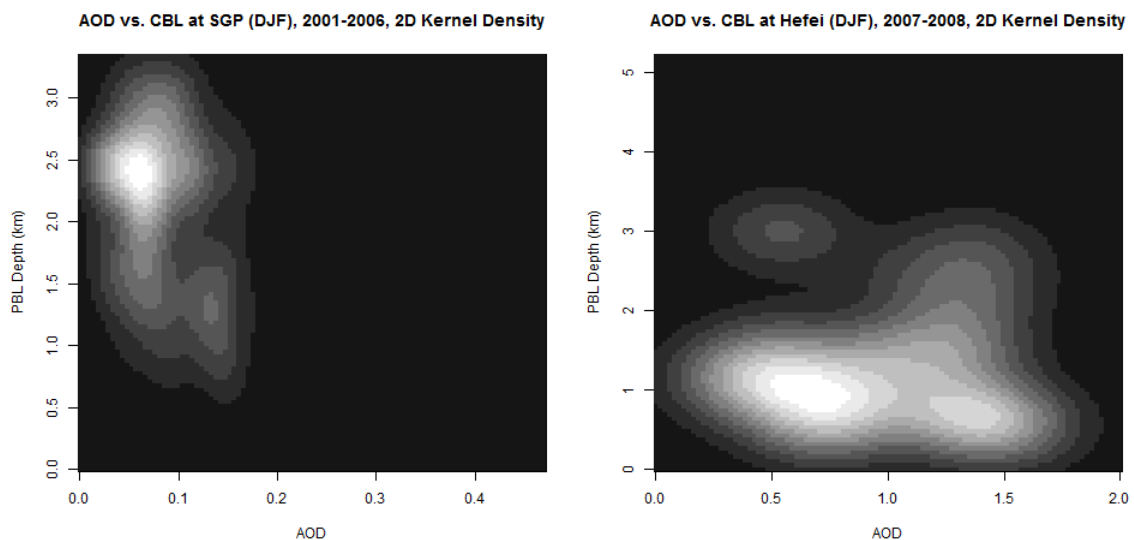 AOD vs. CBL at SGP (DJF), 2001-2006, 2D Kernel Density
PBL Depth (km)
3.0
2.5
2.0
1.5
1.0
0.5
0.0
0.0 0.1 0.2 0.3 0.4
AOD
AOD vs. CBL at Hefei (DJF), 2007-2008, 2D Kernel Density
PBL Depth (km)
5
4
3
2
1
0
0.0 0.5 1.0 1.5 2.0
AOD